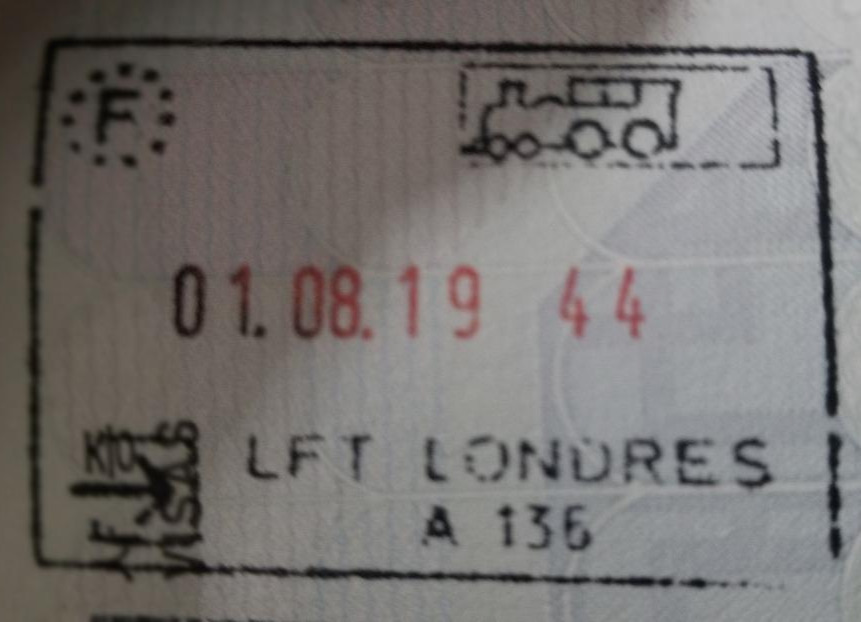 F
01.08.19 44
LFT LONDRES
A 136